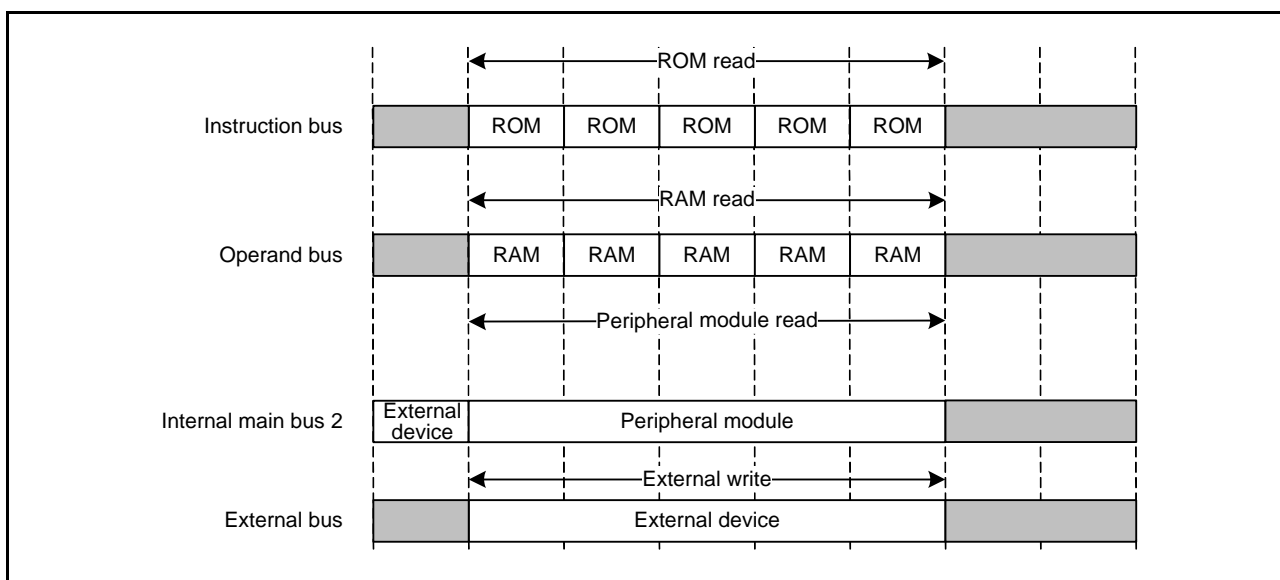 ROM read
Instruction bus ROM ROM ROM ROM ROM
RAM read
Operand bus RAM RAM RAM RAM RAM
Peripheral module read
Internal main bus 2 External device Peripheral module
External write
External bus External device